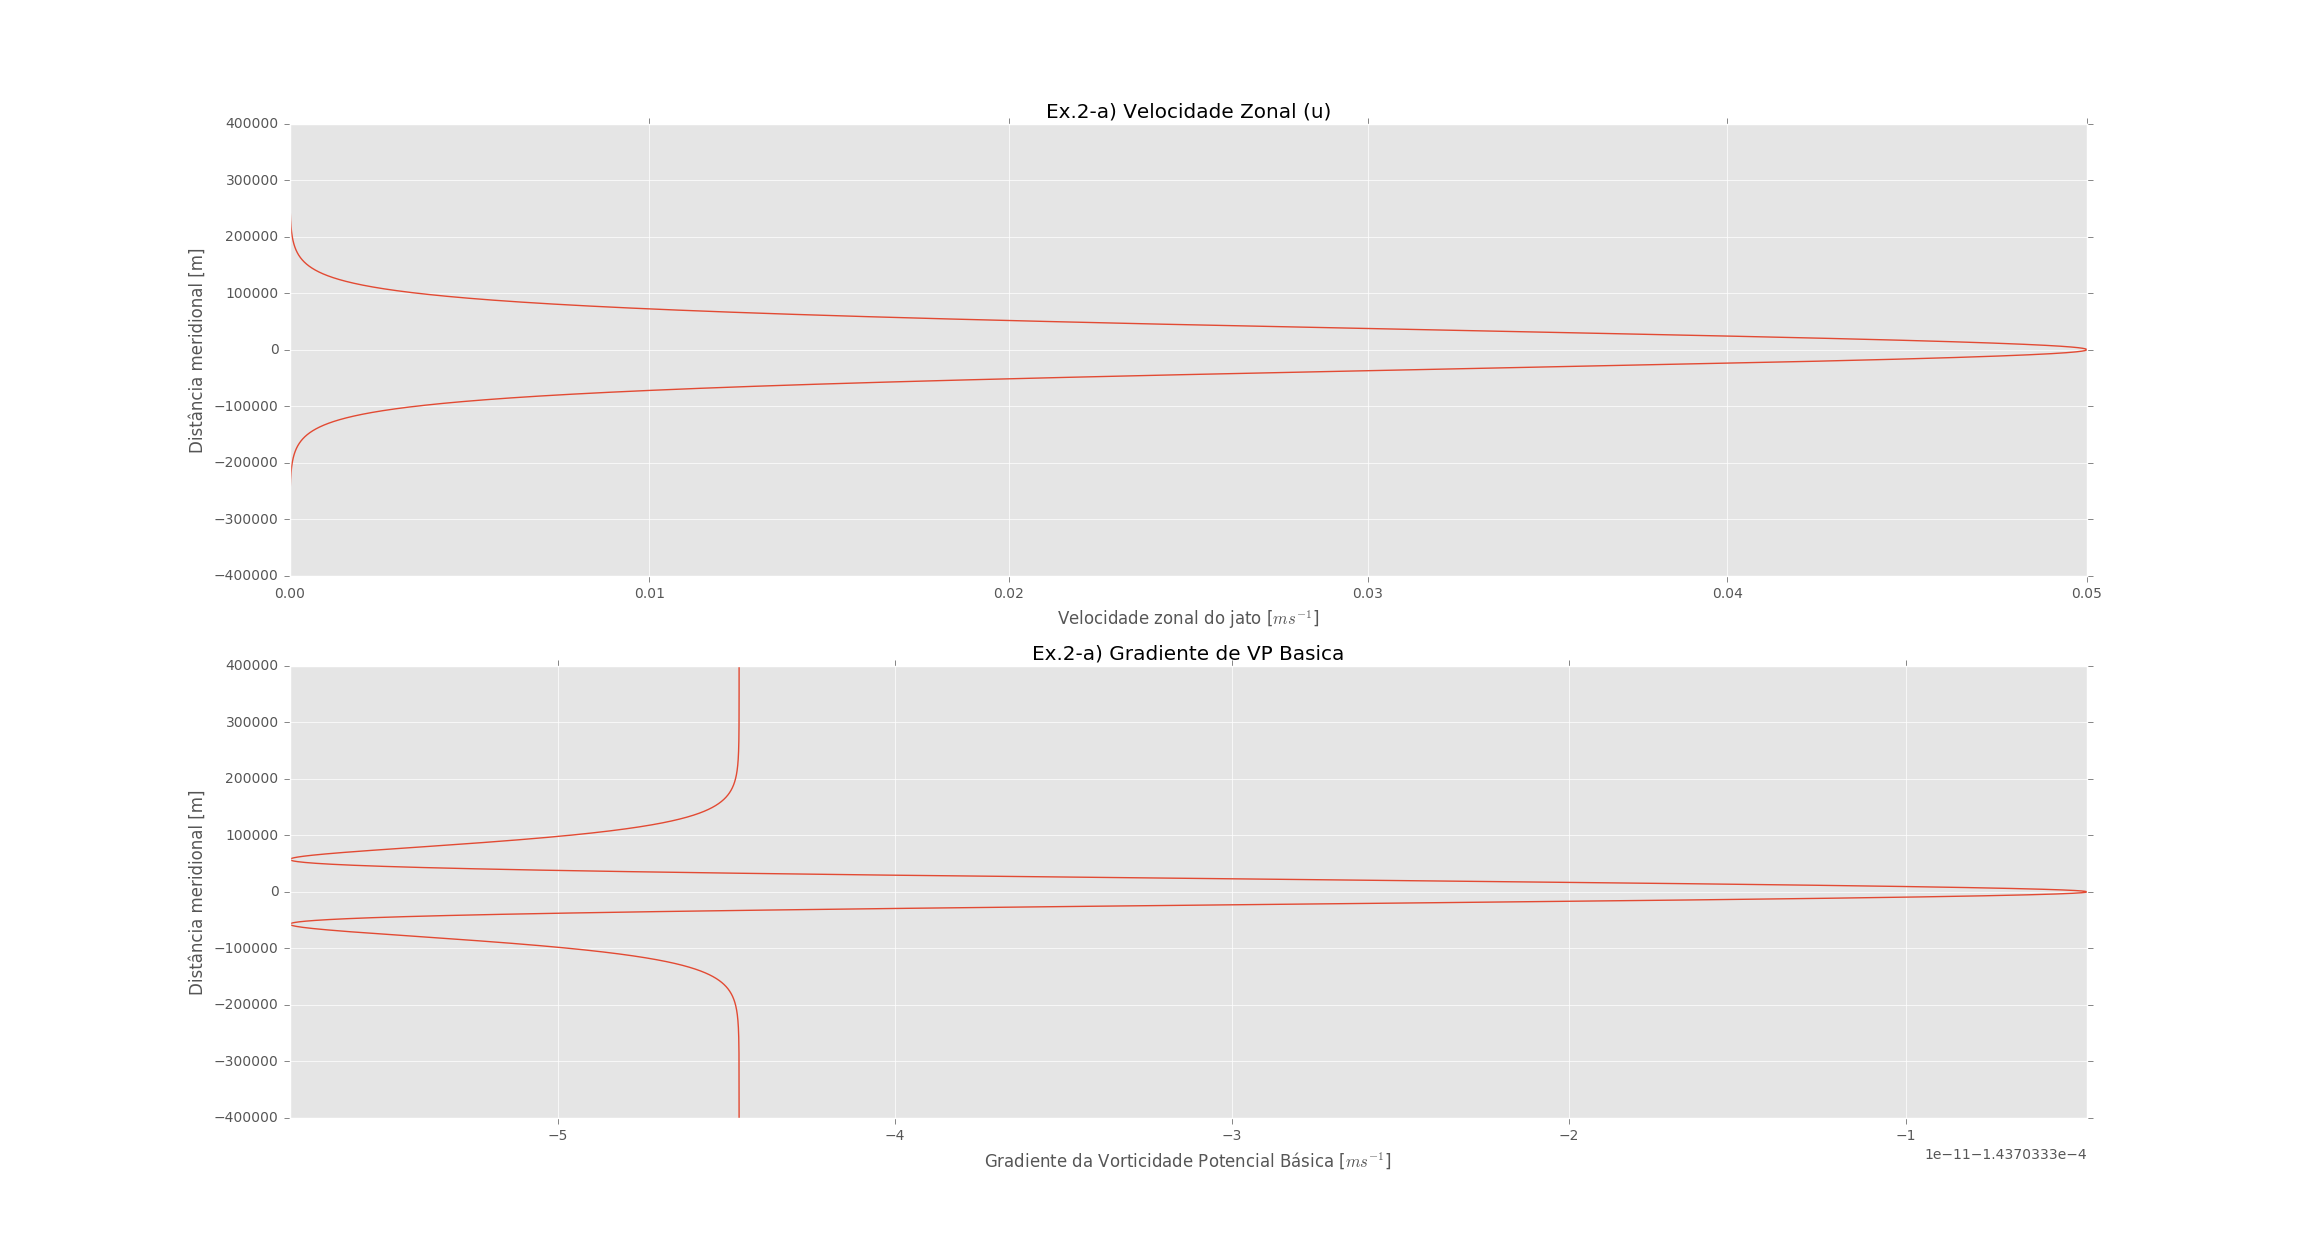 Ex.2-a) Velocidade Zonal (u)
400000
300000
200000
100000
0
−100000
−200000
−300000
−400000
Distância meridional [m]
0.00 0.01 0.02 0.03 0.04 0.05
Velocidade zonal do jato [ms⁻¹]
Ex.2-a) Gradiente de VP Basica
400000
300000
200000
100000
0
−100000
−200000
−300000
−400000
Distância meridional [m]
−5 −4 −3 −2 −1
1e−11−1.4370333e−4
Gradiente da Vorticidade Potencial Básica [ms⁻¹]